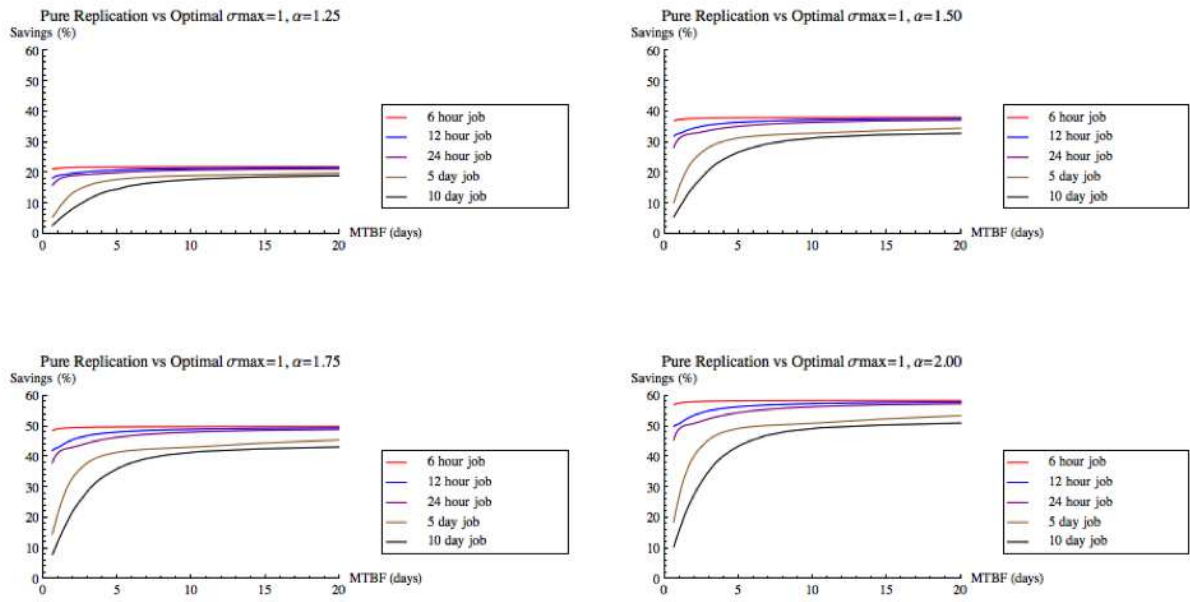 Pure Replication vs Optimal σmax=1, α=1.25
Savings (%)
60
50
40
30
20
10
0
0 5 10 15 20
MTBF (days)
6 hour job
12 hour job
24 hour job
5 day job
10 day job
Pure Replication vs Optimal σmax=1, α=1.50
Savings (%)
60
50
40
30
20
10
0
0 5 10 15 20
MTBF (days)
6 hour job
12 hour job
24 hour job
5 day job
10 day job
Pure Replication vs Optimal σmax=1, α=1.75
Savings (%)
60
50
40
30
20
10
0
0 5 10 15 20
MTBF (days)
6 hour job
12 hour job
24 hour job
5 day job
10 day job
Pure Replication vs Optimal σmax=1, α=2.00
Savings (%)
60
50
40
30
20
10
0
0 5 10 15 20
MTBF (days)
6 hour job
12 hour job
24 hour job
5 day job
10 day job